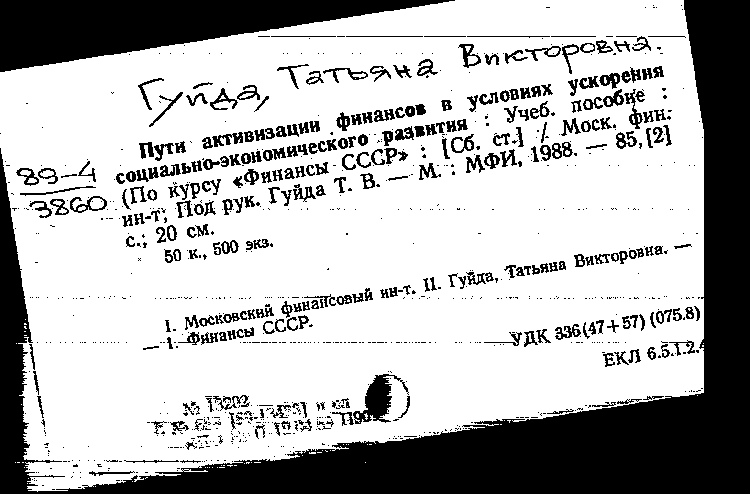 Гуйда, Татьяна Викторовна.
Пути активизации финансов в условиях ускорения
социально-экономического развития : Учеб. пособие :
(По курсу «Финансы СССР» : [Сб. ст.] / Моск. фин.
ин-т; Под рук. Гуйда Т. В. — М. : МФИ, 1988. — 85, [2]
с.; 20 см.
50 к., 500 экз.
89-4
3860
I. Московский финансовый ин-т. II. Гуйда, Татьяна Викторовна. —
— 1. Финансы СССР.
УДК 336(47+57) (075.8)
ЕКЛ 6.5.1.2.
№ 13202